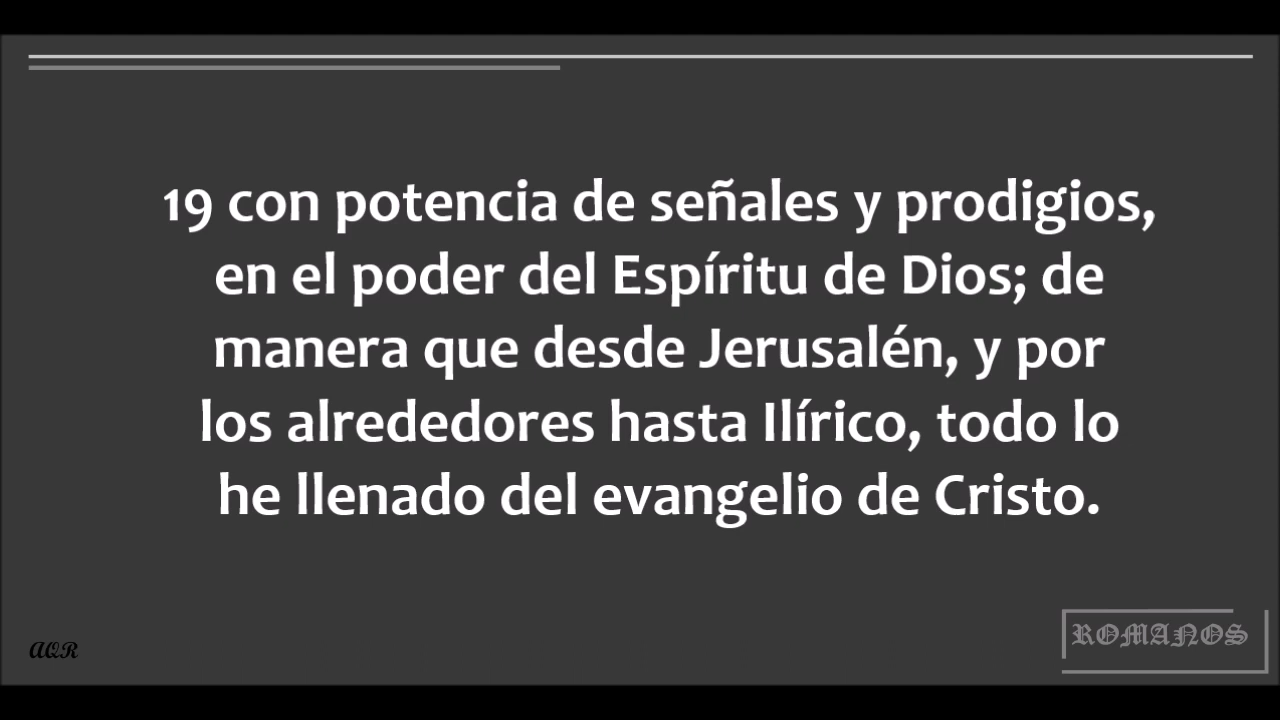 19 con potencia de señales y prodigios,
en el poder del Espíritu de Dios; de
manera que desde Jerusalén, y por
los alrededores hasta Ilírico, todo lo
he llenado del evangelio de Cristo.
AQR
ROMANOS